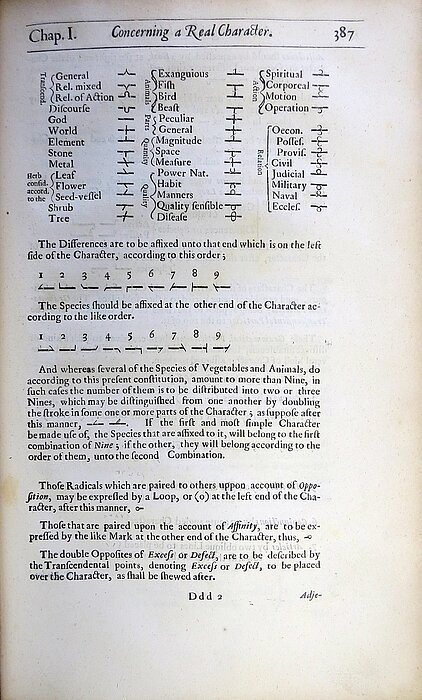 Chap. I. Concerning a Real Character. 387
Transcend.
General
Rel. mixed
Rel. of Action
Discourse
God
World
Element
Stone
Metal
Herb consid. accord. to the
Leaf
Flower
Seed-vessel
Shrub
Tree
Animals
Exanguious
Fish
Bird
Beast
Parts
Peculiar
General
Quantity
Magnitude
Space
Measure
Quality
Power Nat.
Habit
Manners
Quality sensible
Disease
Action
Spiritual
Corporeal
Motion
Operation
Relation
Oecon.
Posses.
Provis.
Civil
Judicial
Military
Naval
Eccles.
The Differences are to be affixed unto that end which is on the left
side of the Character, according to this order;
1 2 3 4 5 6 7 8 9
The Species should be affixed at the other end of the Character ac-
cording to the like order.
1 2 3 4 5 6 7 8 9
And whereas several of the Species of Vegetables and Animals, do
according to this present constitution, amount to more than Nine, in
such cases the number of them is to be distributed into two or three
Nines, which may be distinguished from one another by doubling
the stroke in some one or more parts of the Character; as suppose after
this manner, If the first and most simple Character
be made use of, the Species that are affixed to it, will belong to the first
combination of Nine; if the other, they will belong according to the
order of them, unto the second Combination.
Those Radicals which are paired to others uppon account of Oppo-
sition, may be expressed by a Loop, or (o) at the left end of the Cha-
racter, after this manner,
Those that are paired upon the account of Affinity, are to be ex-
pressed by the like Mark at the other end of the Character, thus,
The double Opposites of Excess or Defect, are to be described by
the Transcendental points, denoting Excess or Defect, to be placed
over the Character, as shall be shewed after.
Ddd 2 Adje-